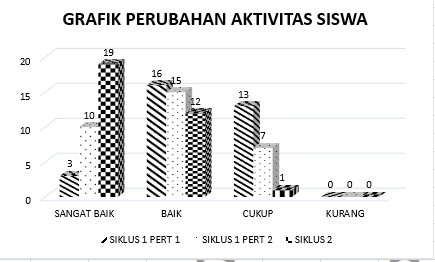 GRAFIK PERUBAHAN AKTIVITAS SISWA
20
15
10
5
0
3
10
19
16
15
12
13
7
1
0
0
0
SANGAT BAIK
BAIK
CUKUP
KURANG
SIKLUS 1 PERT 1
SIKLUS 1 PERT 2
SIKLUS 2